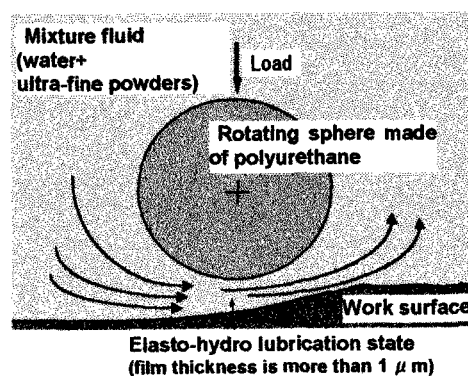 Mixture fluid
(water+
ultra-fine powders)
Load
Rotating sphere made
of polyurethane
Work surface
Elasto-hydro lubrication state
(film thickness is more than 1 μm)